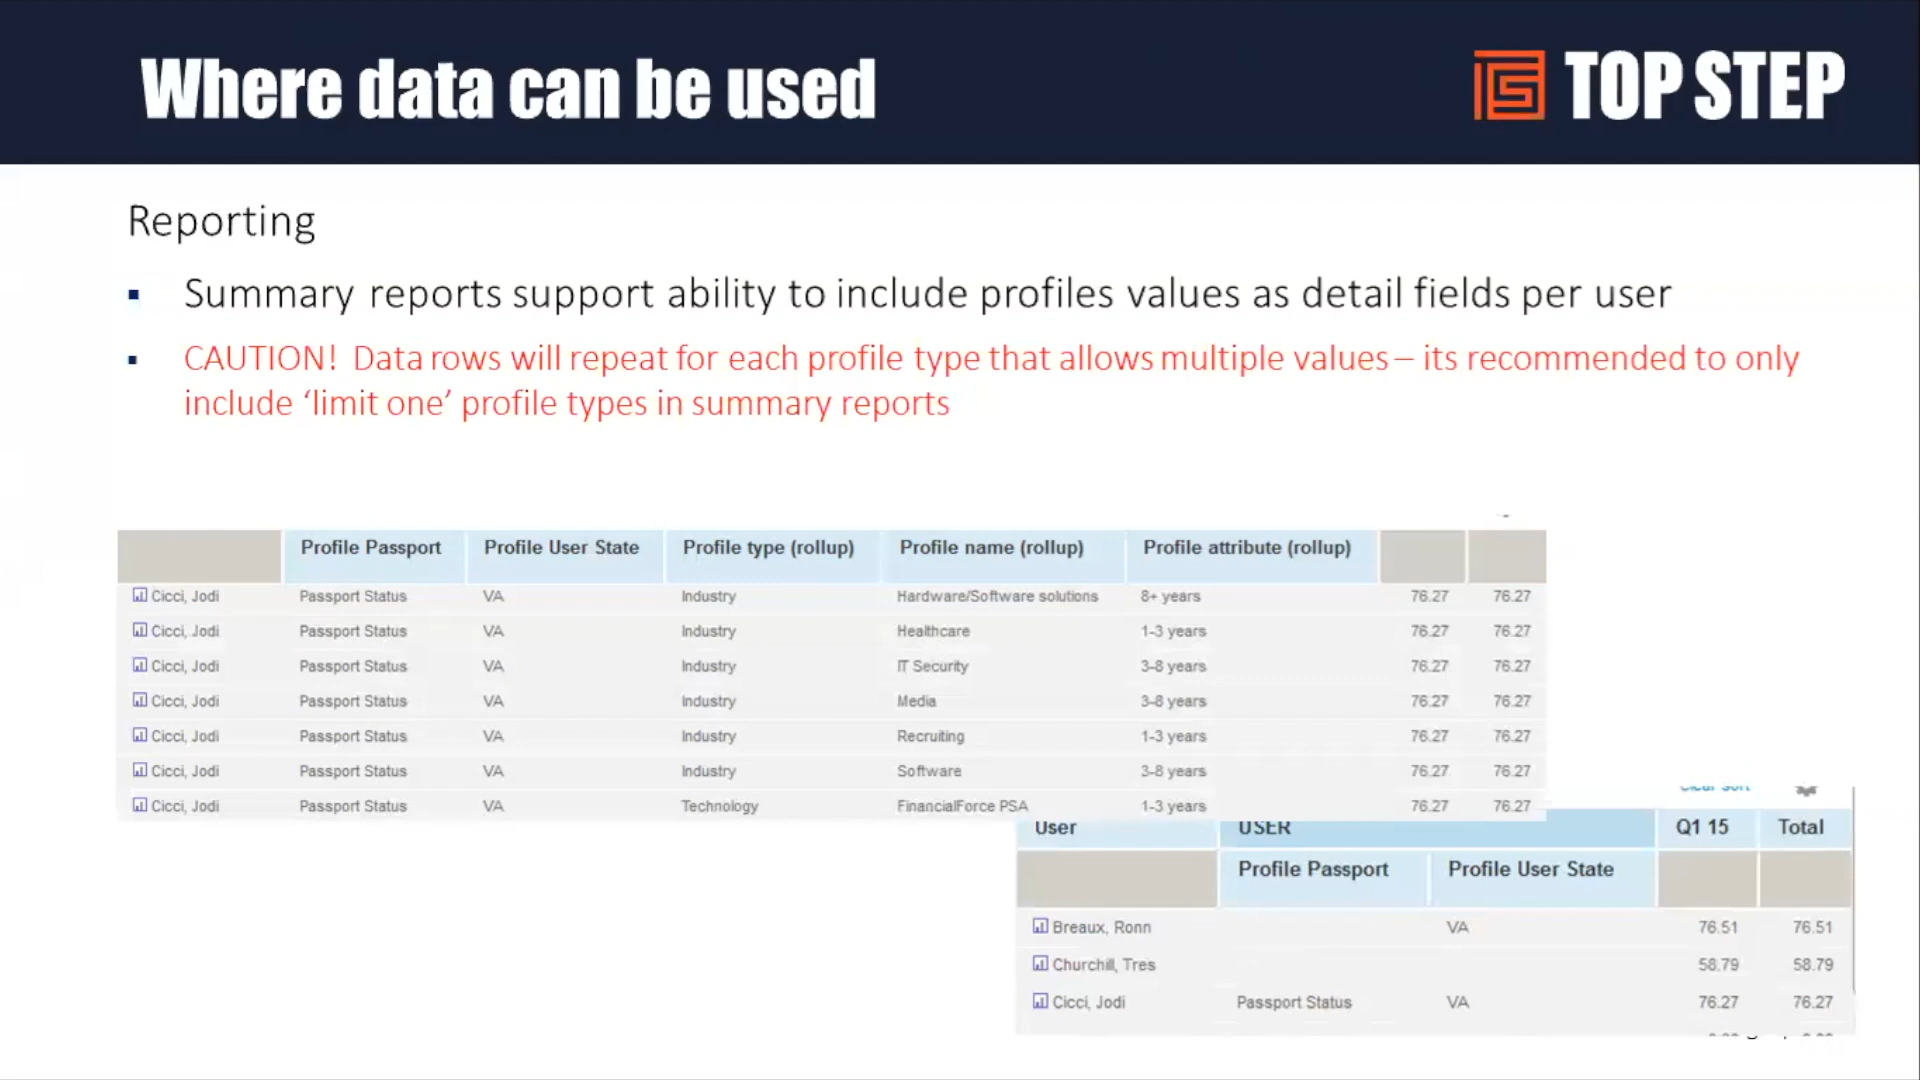 Where data can be used
TOP STEP
Reporting
▪ Summary reports support ability to include profiles values as detail fields per user
▪ CAUTION! Data rows will repeat for each profile type that allows multiple values – its recommended to only
include ‘limit one’ profile types in summary reports
Profile Passport Profile User State Profile type (rollup) Profile name (rollup) Profile attribute (rollup)
Cicci, Jodi Passport Status VA Industry Hardware/Software solutions 8+ years 76.27 76.27
Cicci, Jodi Passport Status VA Industry Healthcare 1-3 years 76.27 76.27
Cicci, Jodi Passport Status VA Industry IT Security 3-8 years 76.27 76.27
Cicci, Jodi Passport Status VA Industry Media 3-8 years 76.27 76.27
Cicci, Jodi Passport Status VA Industry Recruiting 1-3 years 76.27 76.27
Cicci, Jodi Passport Status VA Industry Software 3-8 years 76.27 76.27
Cicci, Jodi Passport Status VA Technology FinancialForce PSA 1-3 years 76.27 76.27
User USER Q1 15 Total
Profile Passport Profile User State
Breaux, Ronn VA 76.51 76.51
Churchill, Tres 58.79 58.79
Cicci, Jodi Passport Status VA 76.27 76.27